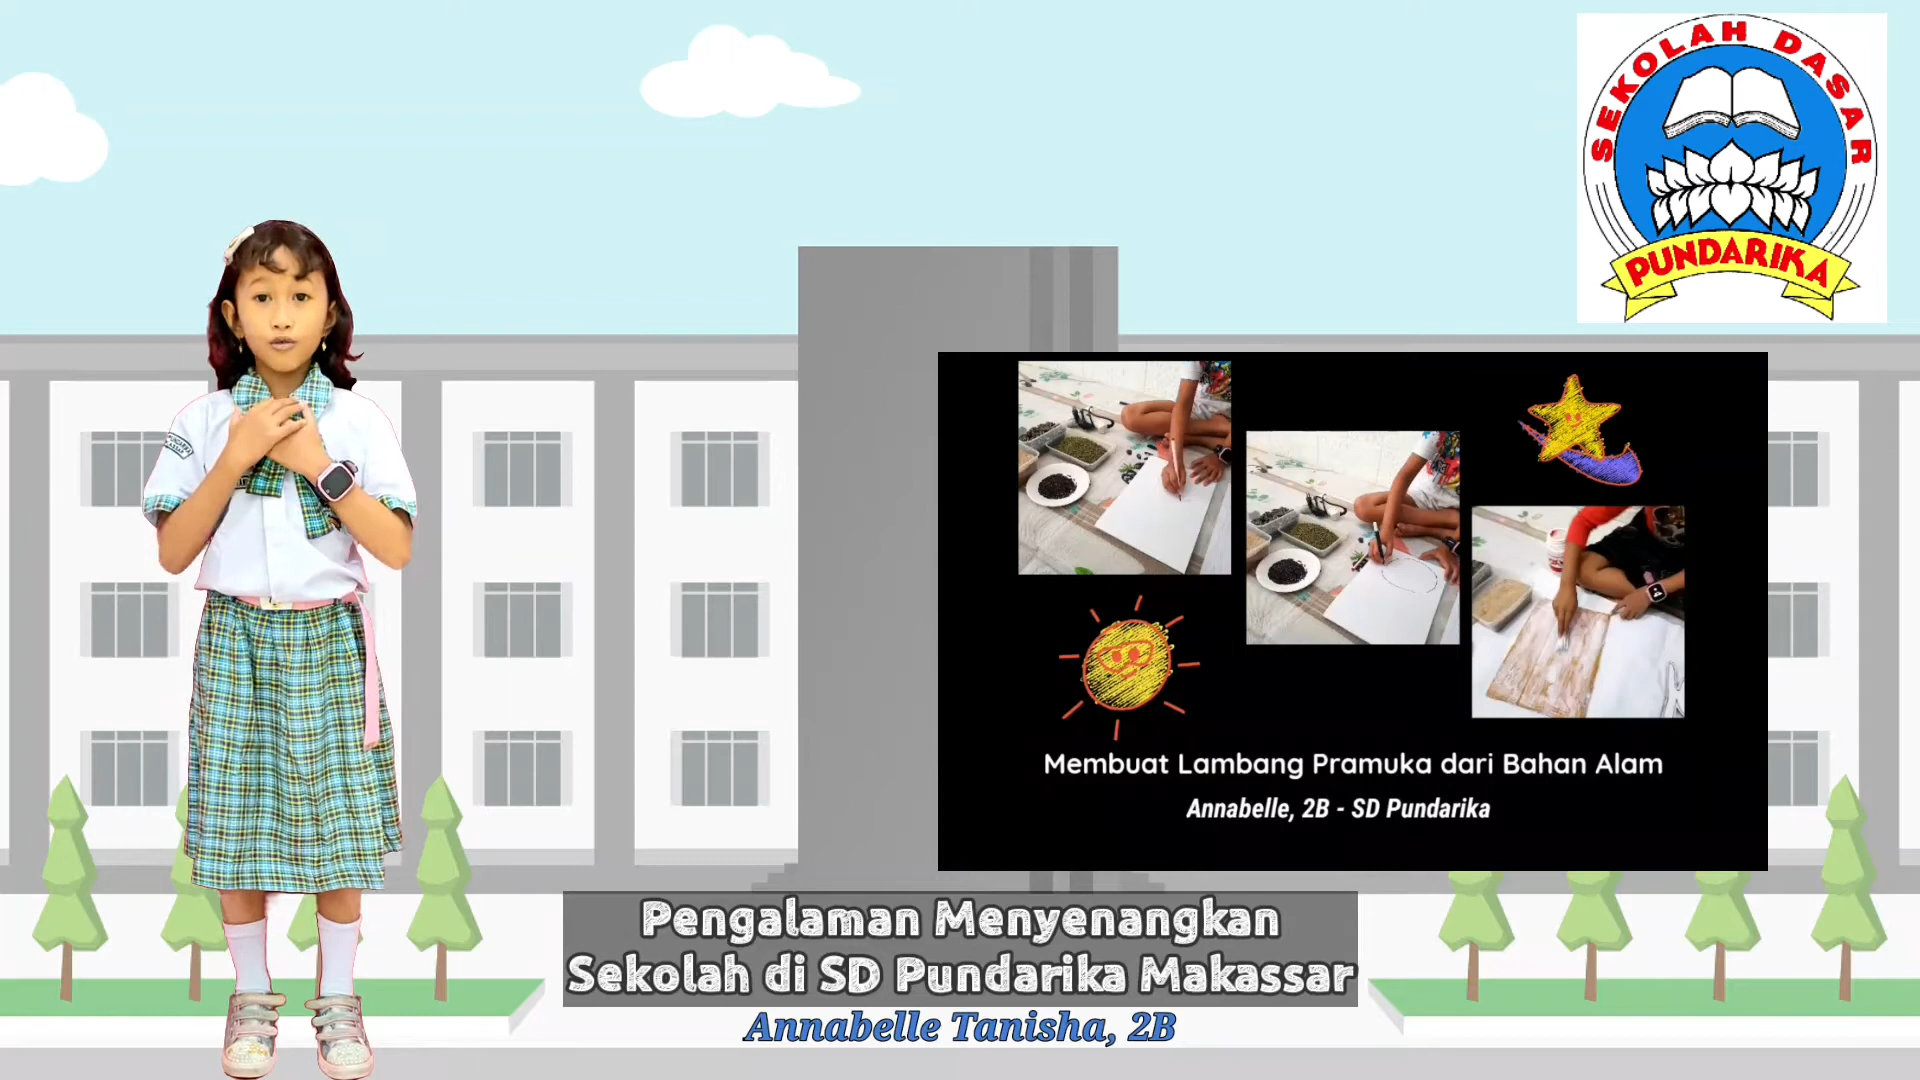 SEKOLAH DASAR
PUNDARIKA
Membuat Lambang Pramuka dari Bahan Alam
Annabelle, 2B - SD Pundarika
Pengalaman Menyenangkan
Sekolah di SD Pundarika Makassar
Annabelle Tanisha, 2B